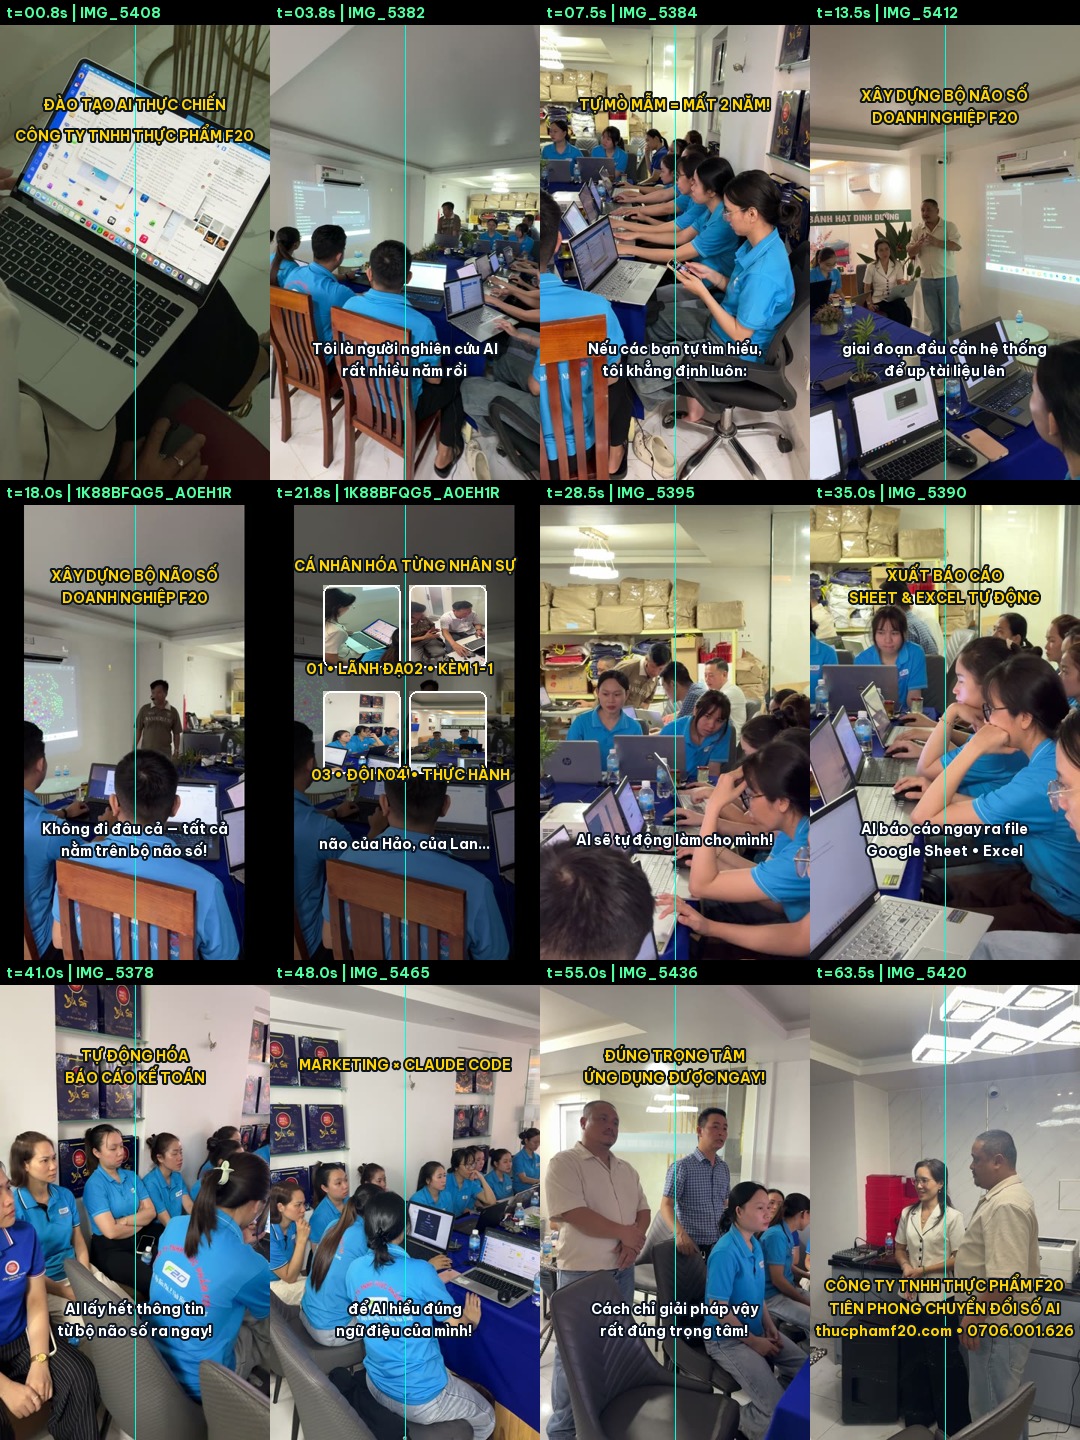 t=00.8s | IMG_5408
ĐÀO TẠO AI THỰC CHIẾN
CÔNG TY TNHH THỰC PHẨM F20
t=03.8s | IMG_5382
Tôi là người nghiên cứu AI
rất nhiều năm rồi
t=07.5s | IMG_5384
TỰ MÒ MẪM = MẤT 2 NĂM!
Nếu các bạn tự tìm hiểu,
tôi khẳng định luôn:
t=13.5s | IMG_5412
XÂY DỰNG BỘ NÃO SỐ
DOANH NGHIỆP F20
BÁNH HẠT DINH DƯỠNG
giai đoạn đầu cần hệ thống
để up tài liệu lên
t=18.0s | 1K88BFQG5_A0EH1R
XÂY DỰNG BỘ NÃO SỐ
DOANH NGHIỆP F20
Không đi đâu cả — tất cả
nằm trên bộ não số!
t=21.8s | 1K88BFQG5_A0EH1R
CÁ NHÂN HÓA TỪNG NHÂN SỰ
01 • LÃNH ĐẠ
02 • KÈM 1-1
03 • ĐỘI N
04 • THỰC HÀNH
não của Hảo, của Lan...
t=28.5s | IMG_5395
AI sẽ tự động làm cho mình!
t=35.0s | IMG_5390
XUẤT BÁO CÁO
SHEET & EXCEL TỰ ĐỘNG
AI báo cáo ngay ra file
Google Sheet • Excel
t=41.0s | IMG_5378
TỰ ĐỘNG HÓA
BÁO CÁO KẾ TOÁN
F20
AI lấy hết thông tin
từ bộ não số ra ngay!
t=48.0s | IMG_5465
MARKETING × CLAUDE CODE
để AI hiểu đúng
ngữ điệu của mình!
t=55.0s | IMG_5436
ĐÚNG TRỌNG TÂM
ỨNG DỤNG ĐƯỢC NGAY!
Cách chỉ giải pháp vậy
rất đúng trọng tâm!
t=63.5s | IMG_5420
CÔNG TY TNHH THỰC PHẨM F20
TIÊN PHONG CHUYỂN ĐỔI SỐ AI
thucphamf20.com • 0706.001.626